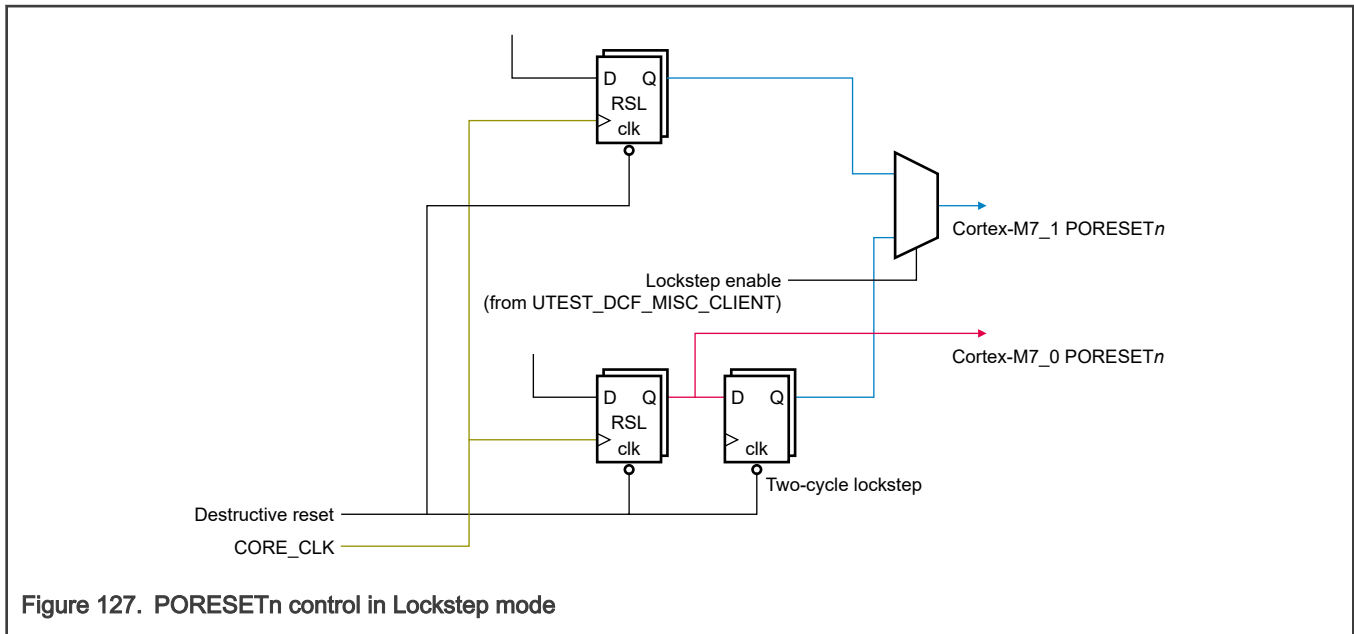 D Q
RSL
clk
Cortex-M7_1 PORESETn
Lockstep enable
(from UTEST_DCF_MISC_CLIENT)
Cortex-M7_0 PORESETn
D Q
RSL
clk
D Q
clk
Two-cycle lockstep
Destructive reset
CORE_CLK
Figure 127. PORESETn control in Lockstep mode